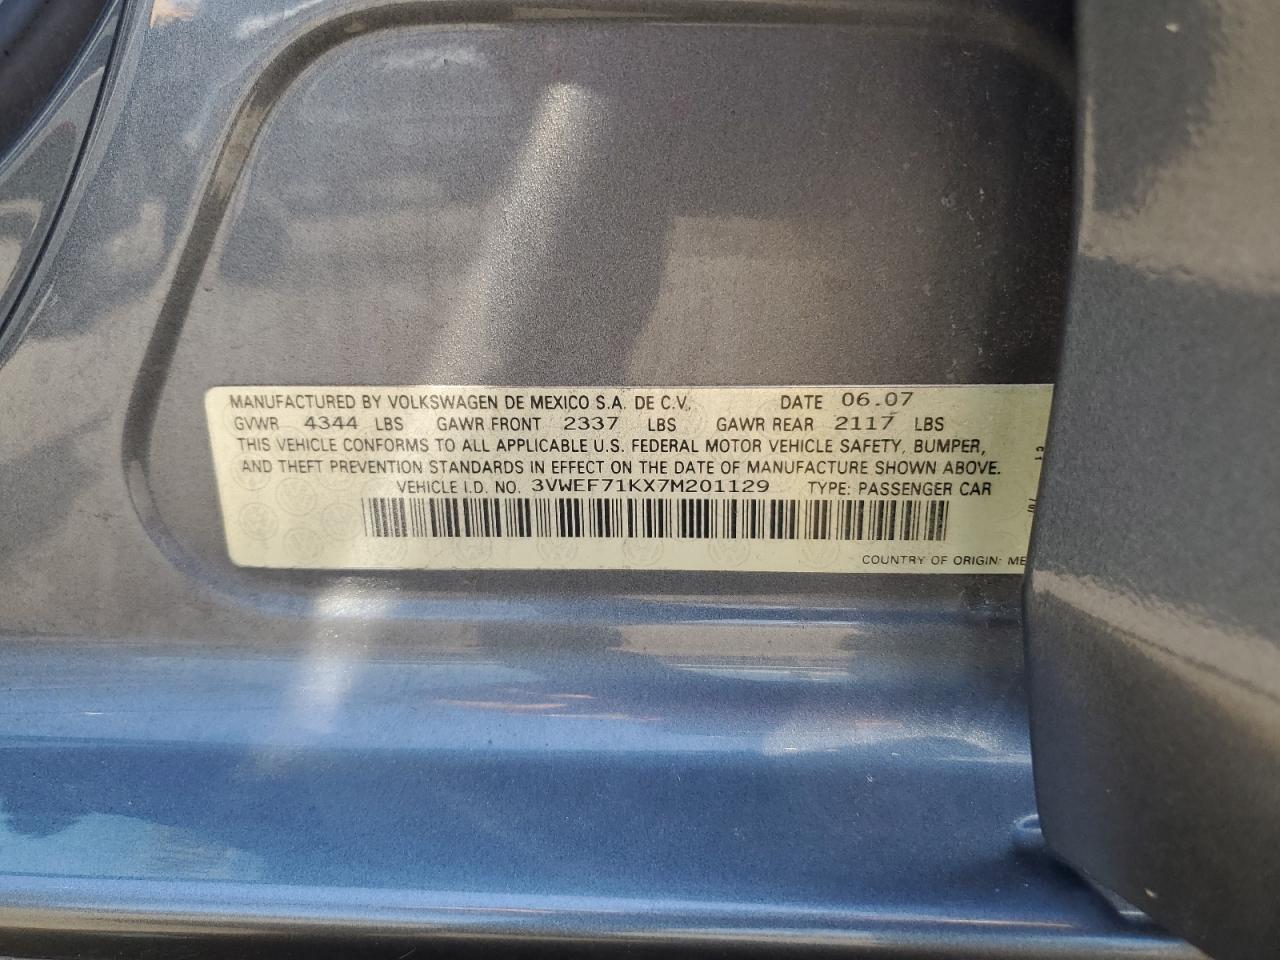 MANUFACTURED BY VOLKSWAGEN DE MEXICO S.A. DE C.V. DATE 06.07
GVWR 4344 LBS GAWR FRONT 2337 LBS GAWR REAR 2117 LBS
THIS VEHICLE CONFORMS TO ALL APPLICABLE U.S. FEDERAL MOTOR VEHICLE SAFETY, BUMPER,
AND THEFT PREVENTION STANDARDS IN EFFECT ON THE DATE OF MANUFACTURE SHOWN ABOVE.
VEHICLE I.D. NO. 3VWEF71KX7M201129 TYPE: PASSENGER CAR
COUNTRY OF ORIGIN: ME